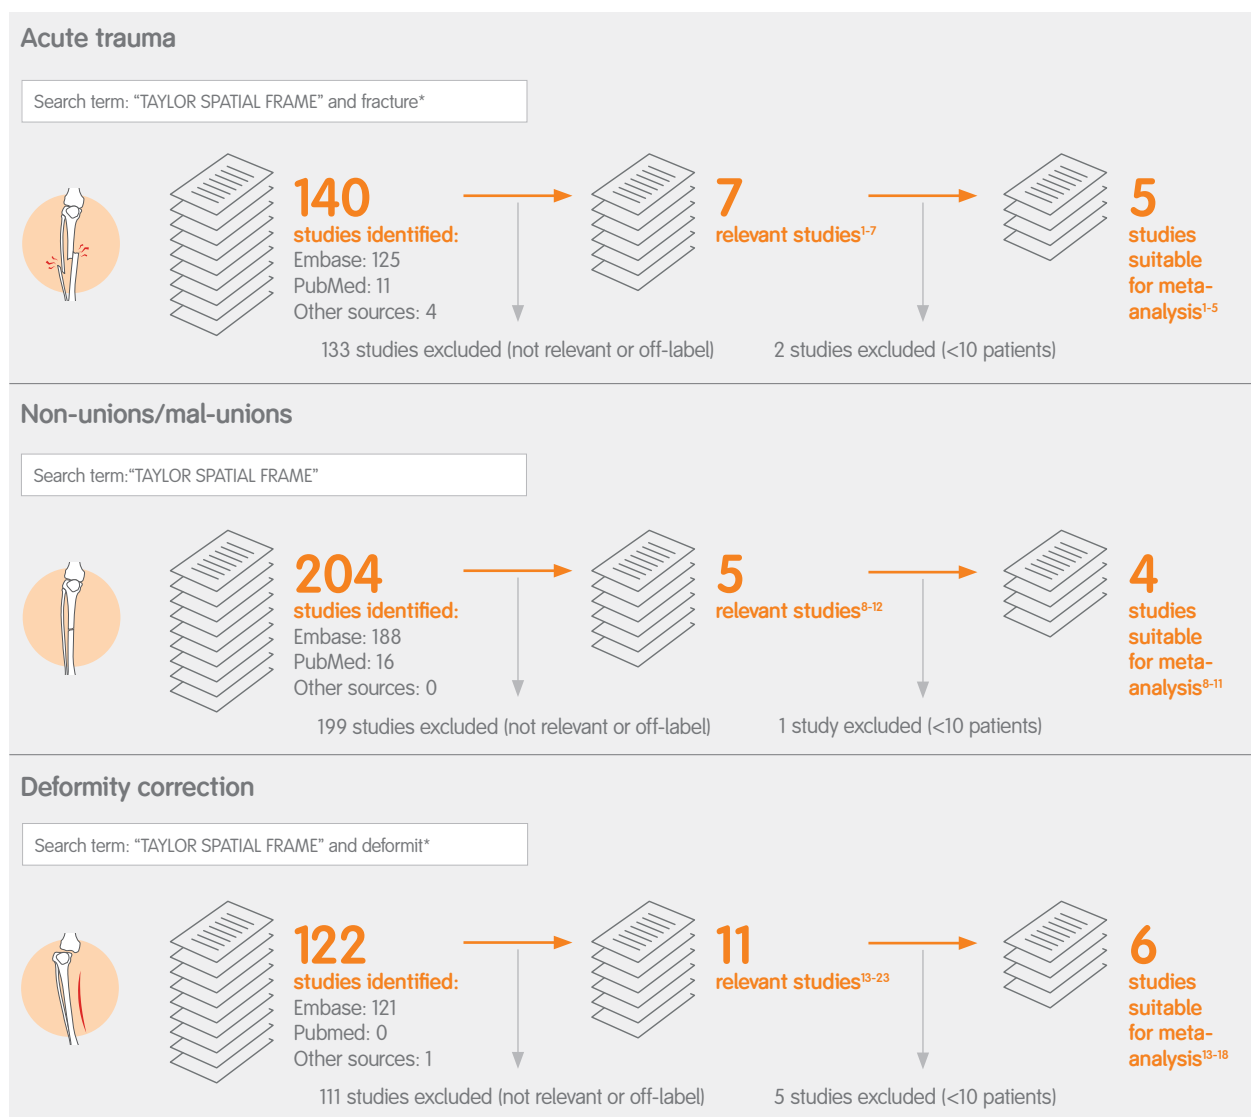 Acute trauma
Search term: “TAYLOR SPATIAL FRAME” and fracture*
140
studies identified:
Embase: 125
PubMed: 11
Other sources: 4
133 studies excluded (not relevant or off-label)
7
relevant studies1-7
2 studies excluded (<10 patients)
5
studies
suitable
for meta-
analysis1-5
Non-unions/mal-unions
Search term:“TAYLOR SPATIAL FRAME”
204
studies identified:
Embase: 188
PubMed: 16
Other sources: 0
199 studies excluded (not relevant or off-label)
5
relevant studies8-12
1 study excluded (<10 patients)
4
studies
suitable
for meta-
analysis8-11
Deformity correction
Search term: “TAYLOR SPATIAL FRAME” and deformit*
122
studies identified:
Embase: 121
Pubmed: 0
Other sources: 1
111 studies excluded (not relevant or off-label)
11
relevant studies13-23
5 studies excluded (<10 patients)
6
studies
suitable
for meta-
analysis13-18